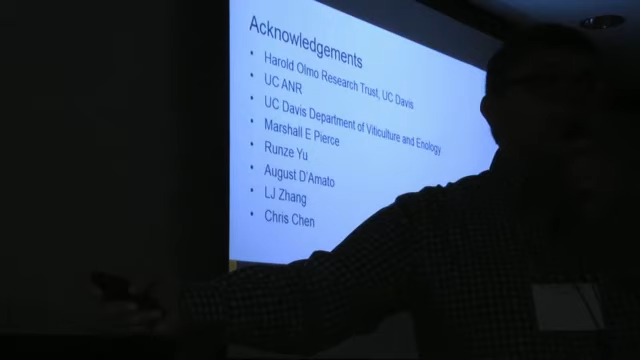 Acknowledgements
• Harold Olmo Research Trust, UC Davis
• UC ANR
• UC Davis Department of Viticulture and Enology
• Marshall E Pierce
• Runze Yu
• August D'Amato
• LJ Zhang
• Chris Chen